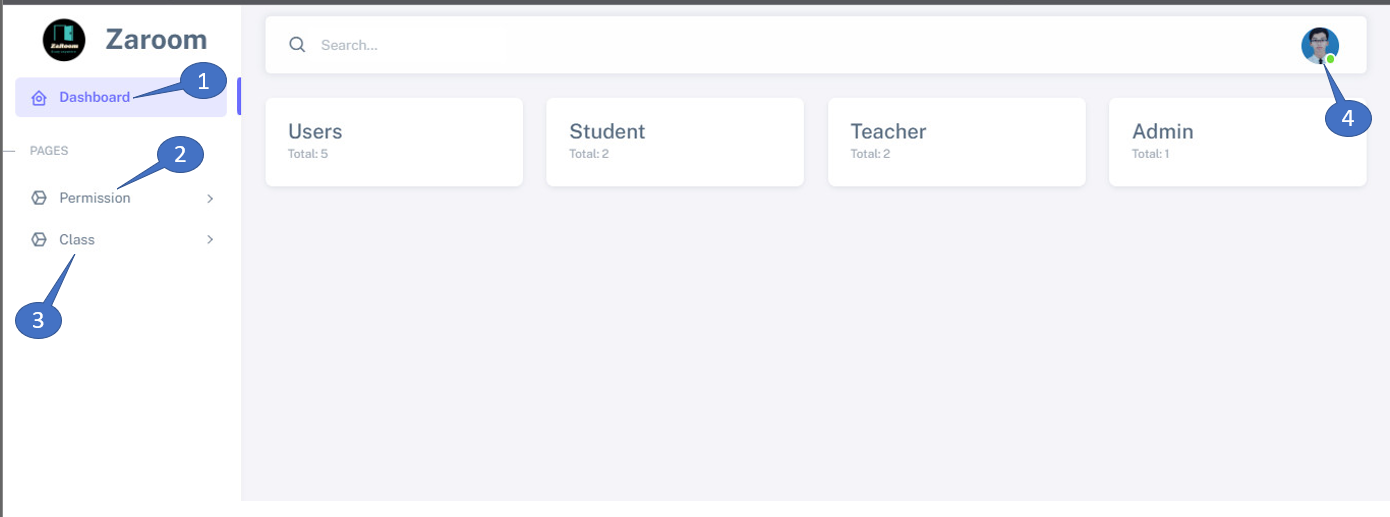 ZaRoom
Zaroom
Search...
1
Dashboard
4
Users
Total: 5
Student
Total: 2
Teacher
Total: 2
Admin
Total: 1
PAGES
2
Permission
Class
3